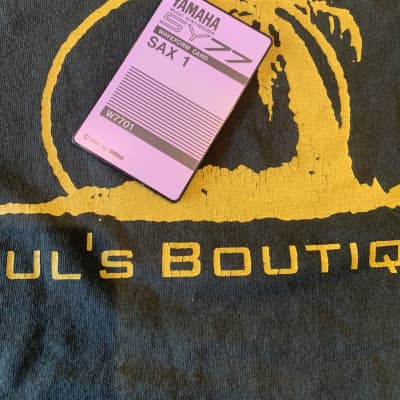 YAMAHA
SY77
WAVEFORM CARD
SAX 1
W7701
UL'S BOUTIQ